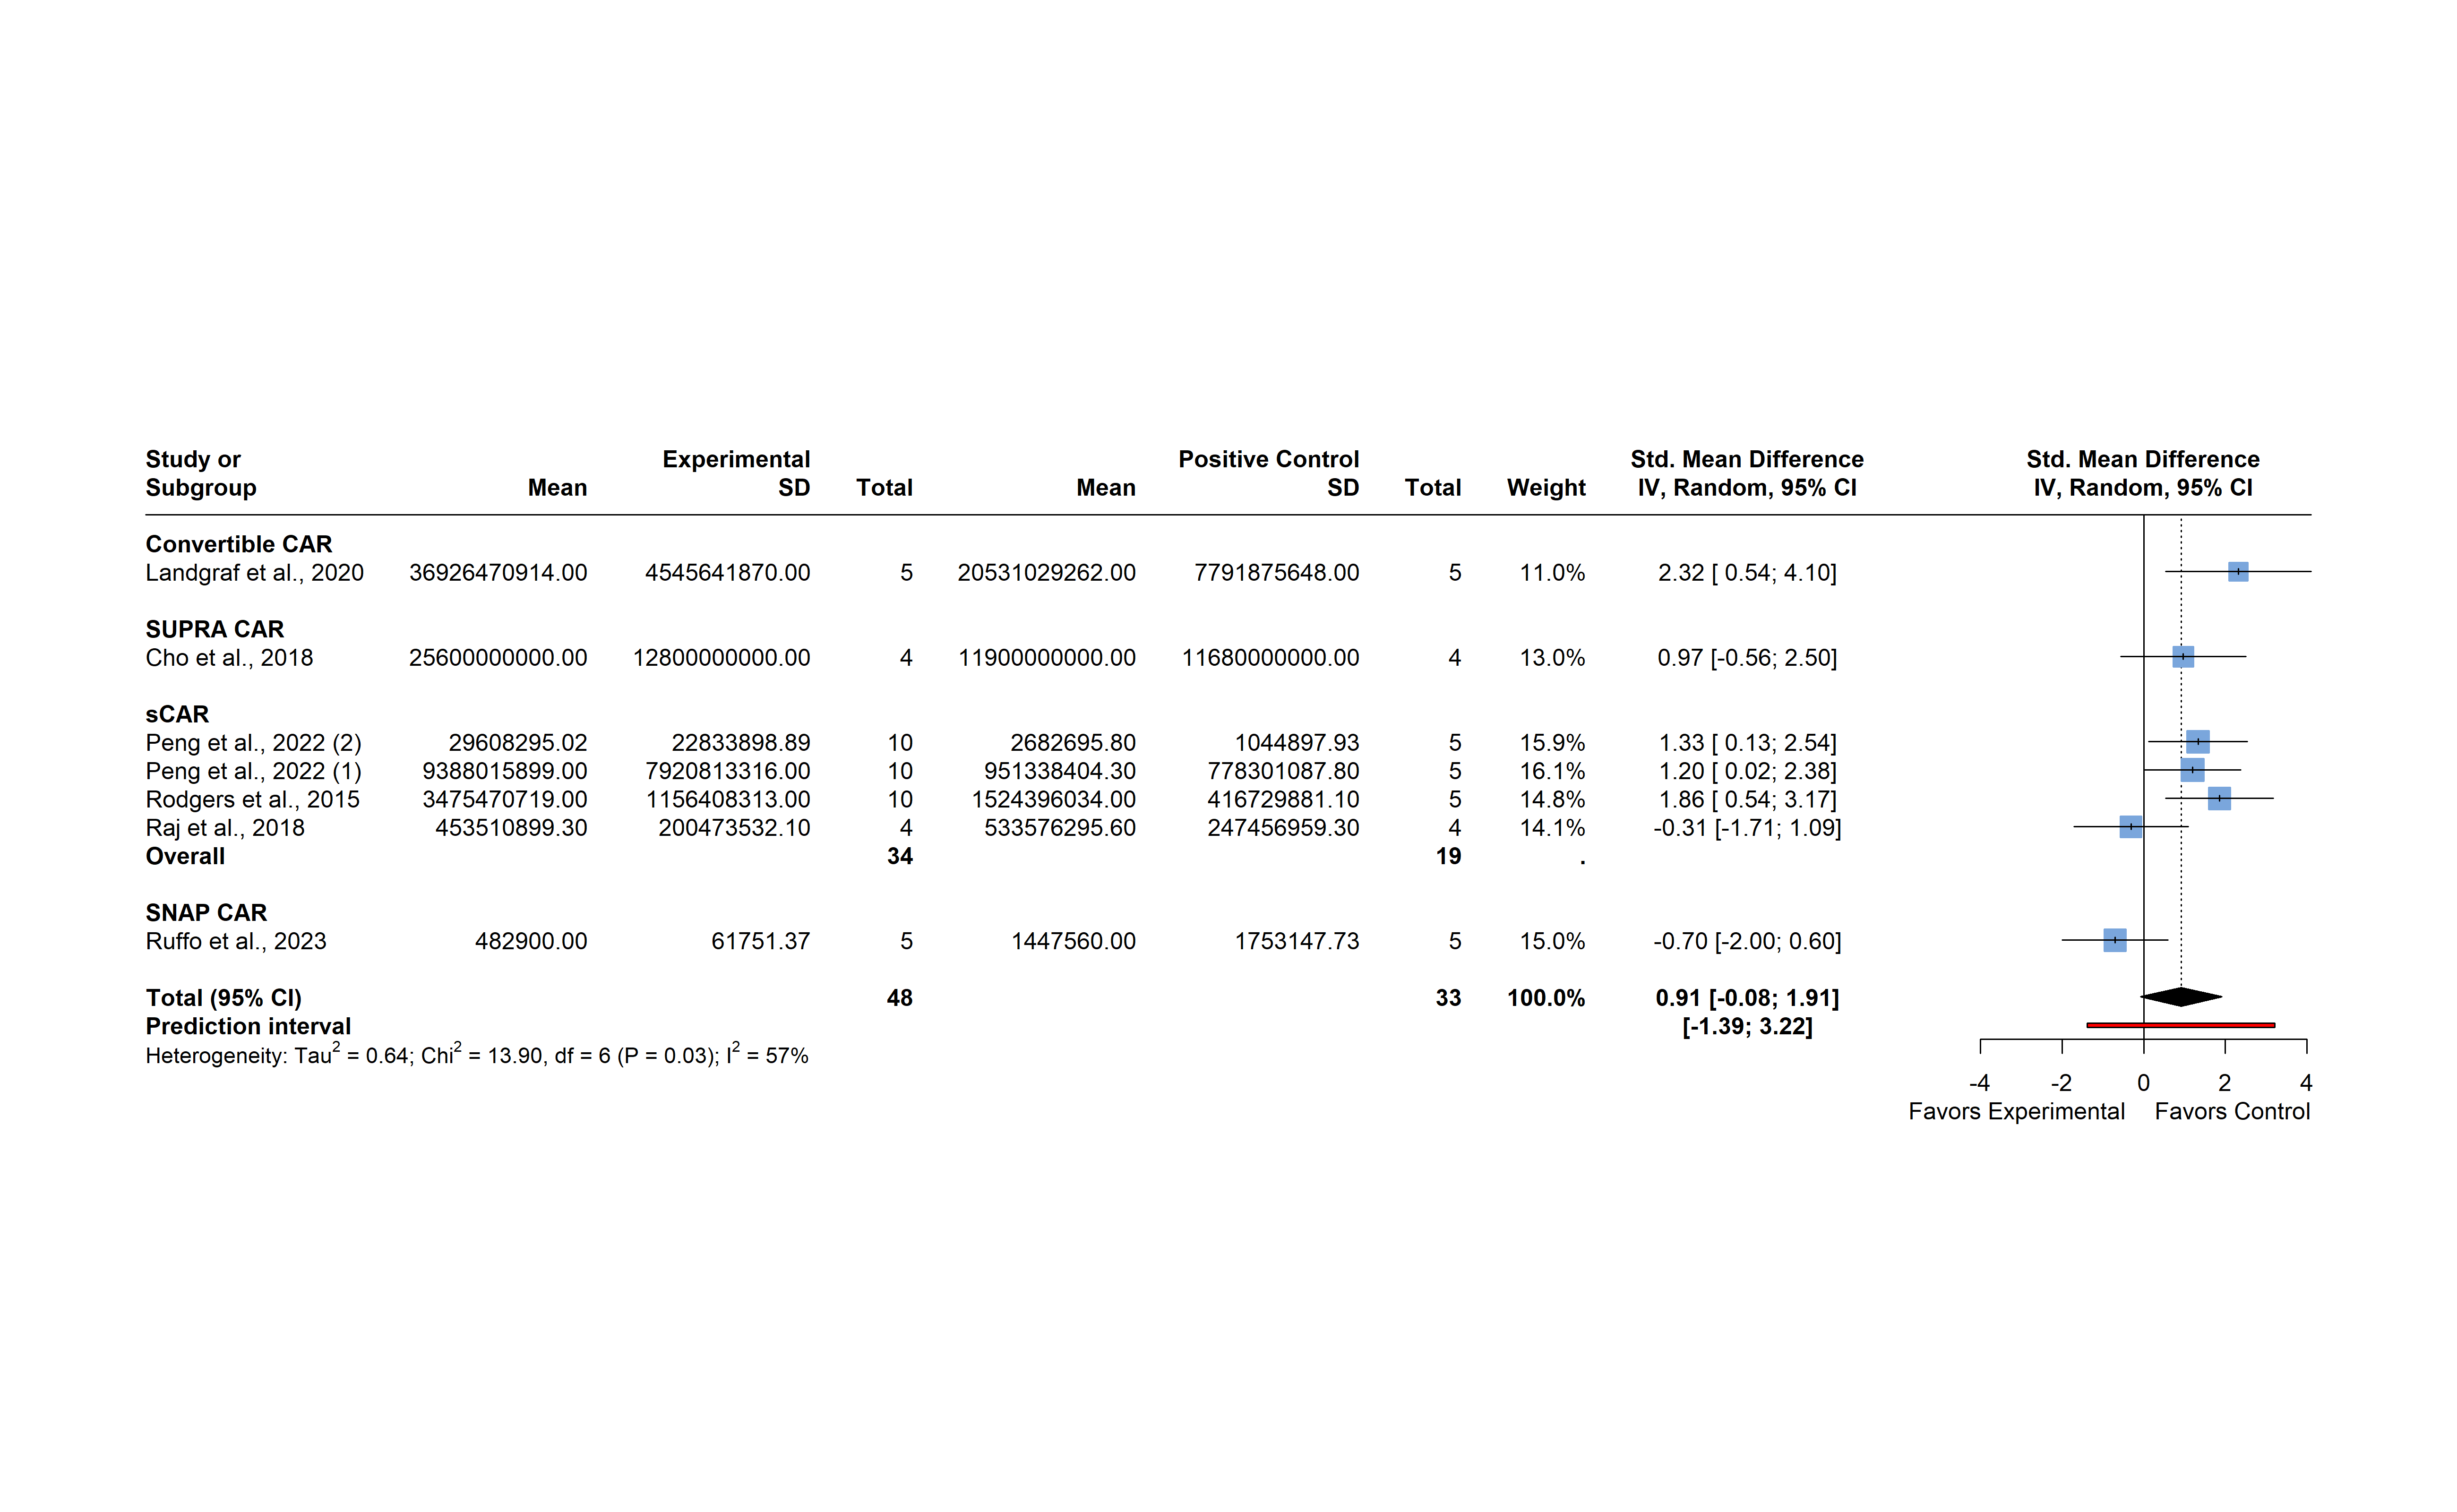 Study or Experimental Positive Control Std. Mean Difference Std. Mean Difference
Subgroup Mean SD Total Mean SD Total Weight IV, Random, 95% CI IV, Random, 95% CI
Convertible CAR
Landgraf et al., 2020 36926470914.00 4545641870.00 5 20531029262.00 7791875648.00 5 11.0% 2.32 [ 0.54; 4.10]
SUPRA CAR
Cho et al., 2018 25600000000.00 12800000000.00 4 11900000000.00 11680000000.00 4 13.0% 0.97 [-0.56; 2.50]
sCAR
Peng et al., 2022 (2) 29608295.02 22833898.89 10 2682695.80 1044897.93 5 15.9% 1.33 [ 0.13; 2.54]
Peng et al., 2022 (1) 9388015899.00 7920813316.00 10 951338404.30 778301087.80 5 16.1% 1.20 [ 0.02; 2.38]
Rodgers et al., 2015 3475470719.00 1156408313.00 10 1524396034.00 416729881.10 5 14.8% 1.86 [ 0.54; 3.17]
Raj et al., 2018 453510899.30 200473532.10 4 533576295.60 247456959.30 4 14.1% -0.31 [-1.71; 1.09]
Overall 34 19 .
SNAP CAR
Ruffo et al., 2023 482900.00 61751.37 5 1447560.00 1753147.73 5 15.0% -0.70 [-2.00; 0.60]
Total (95% CI) 48 33 100.0% 0.91 [-0.08; 1.91]
Prediction interval [-1.39; 3.22]
Heterogeneity: Tau² = 0.64; Chi² = 13.90, df = 6 (P = 0.03); I² = 57%
-4 -2 0 2 4
Favors Experimental Favors Control